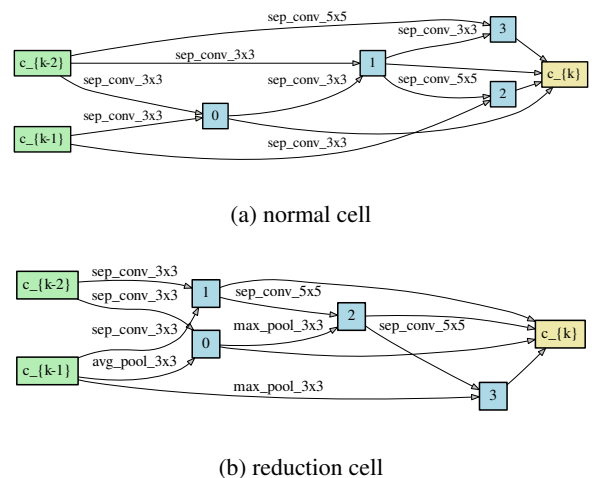 sep_conv_5x5
3
sep_conv_3x3
c_{k-2}
sep_conv_3x3
1
c_{k}
sep_conv_3x3
sep_conv_3x3
sep_conv_5x5
2
0
sep_conv_3x3
c_{k-1}
sep_conv_3x3
(a) normal cell
c_{k-2}
sep_conv_3x3
1
sep_conv_3x3
sep_conv_5x5
2
sep_conv_3x3
max_pool_3x3
sep_conv_5x5
c_{k}
0
c_{k-1}
avg_pool_3x3
max_pool_3x3
3
(b) reduction cell